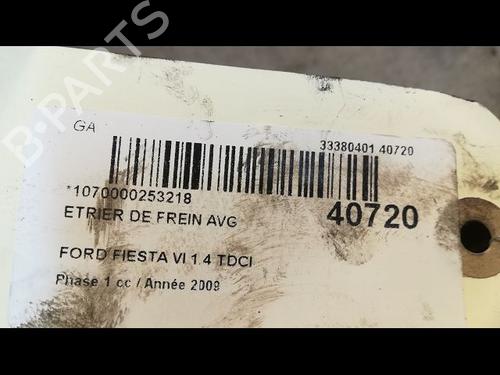 B-PARTS
GA
33380401 40720
*1070000253218
ETRIER DE FREIN AVG
40720
FORD FIESTA VI 1.4 TDCI
Phase 1 cc / Année 2009